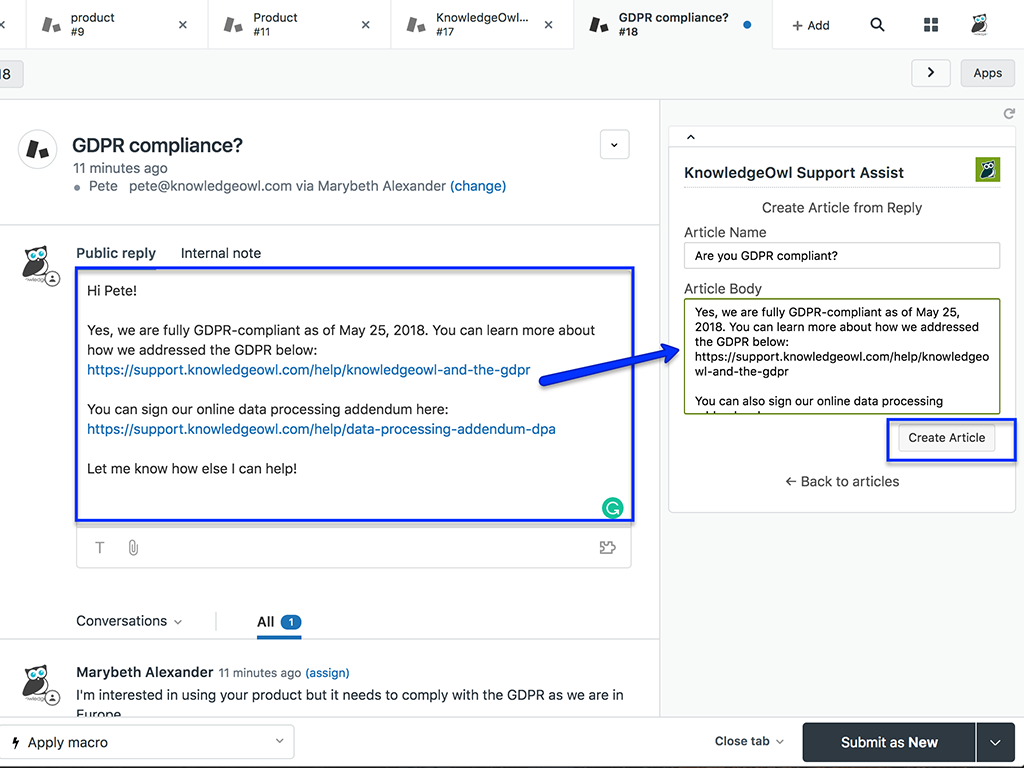 product
#9
Product
#11
KnowledgeOwl...
#17
GDPR compliance?
#18
+ Add
18
Apps
GDPR compliance?
11 minutes ago
Pete pete@knowledgeowl.com via Marybeth Alexander (change)
Public reply Internal note
Hi Pete!
Yes, we are fully GDPR-compliant as of May 25, 2018. You can learn more about
how we addressed the GDPR below:
https://support.knowledgeowl.com/help/knowledgeowl-and-the-gdpr
You can sign our online data processing addendum here:
https://support.knowledgeowl.com/help/data-processing-addendum-dpa
Let me know how else I can help!
T
Conversations
All 1
Marybeth Alexander 11 minutes ago (assign)
I'm interested in using your product but it needs to comply with the GDPR as we are in
Europe
KnowledgeOwl Support Assist
Create Article from Reply
Article Name
Are you GDPR compliant?
Article Body
Yes, we are fully GDPR-compliant as of May 25,
2018. You can learn more about how we addressed
the GDPR below:
https://support.knowledgeowl.com/help/knowledgeo
wl-and-the-gdpr
You can also sign our online data processing
Create Article
← Back to articles
Apply macro
Close tab
Submit as New